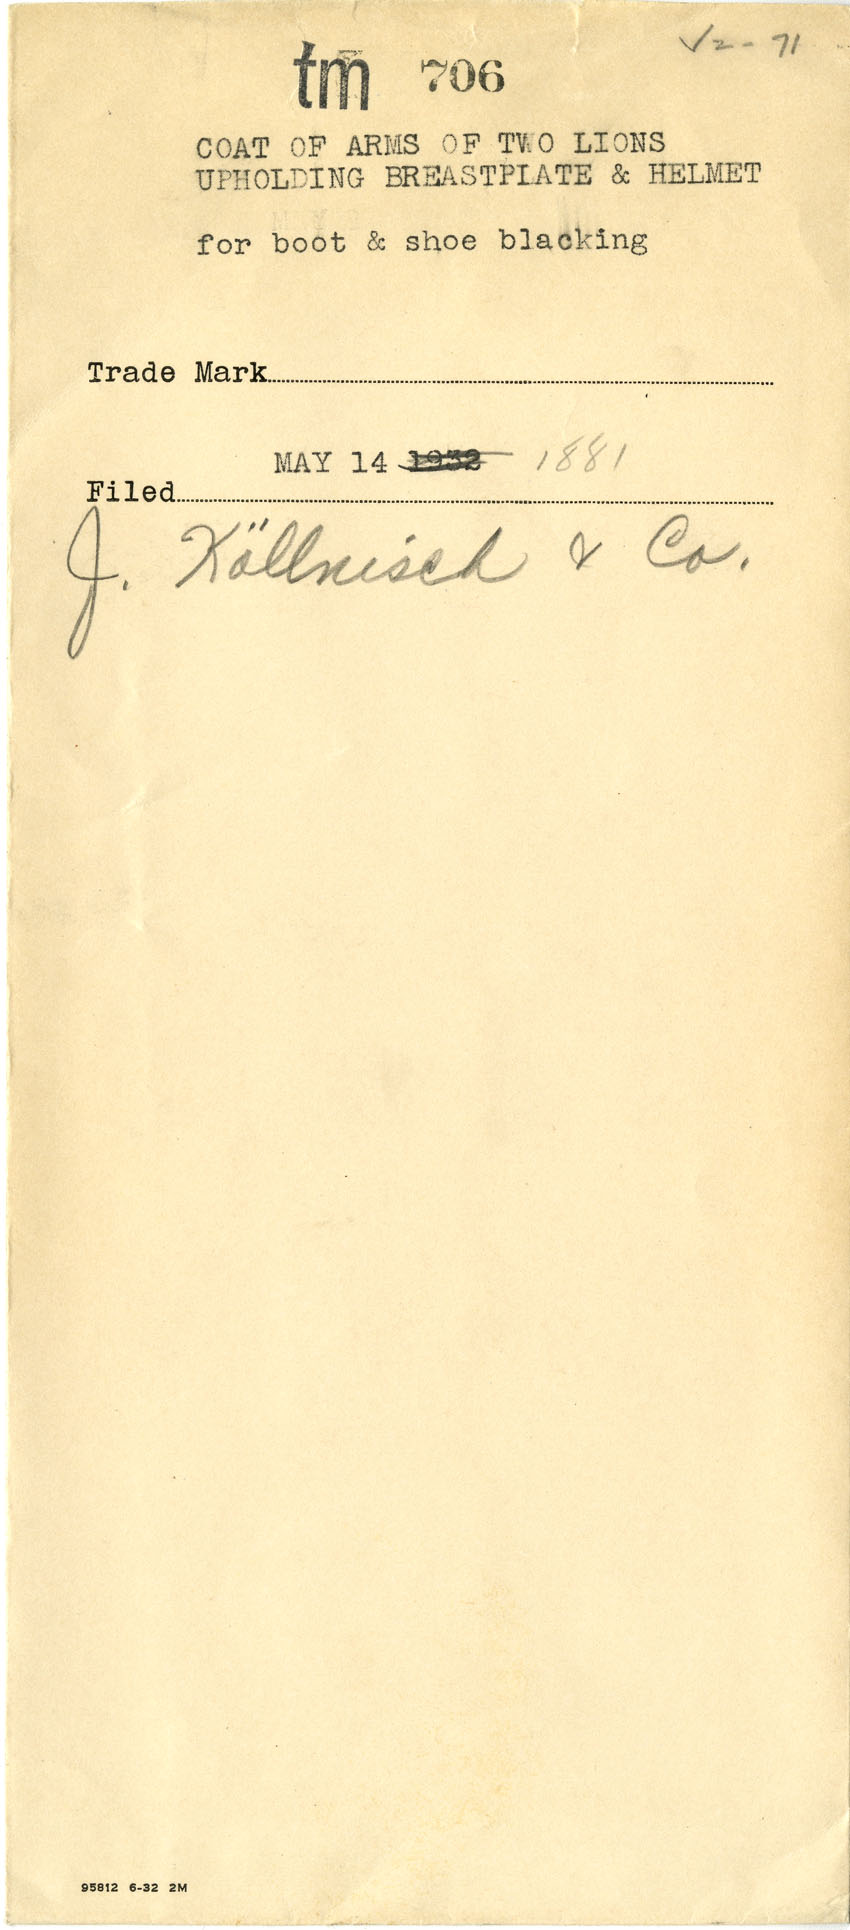 √2-71
tm 706
COAT OF ARMS OF TWO LIONS
UPHOLDING BREASTPLATE & HELMET
for boot & shoe blacking
Trade Mark
MAY 14 1932 1881
Filed
J. Köllnisch & Co.
95812 6-32 2M